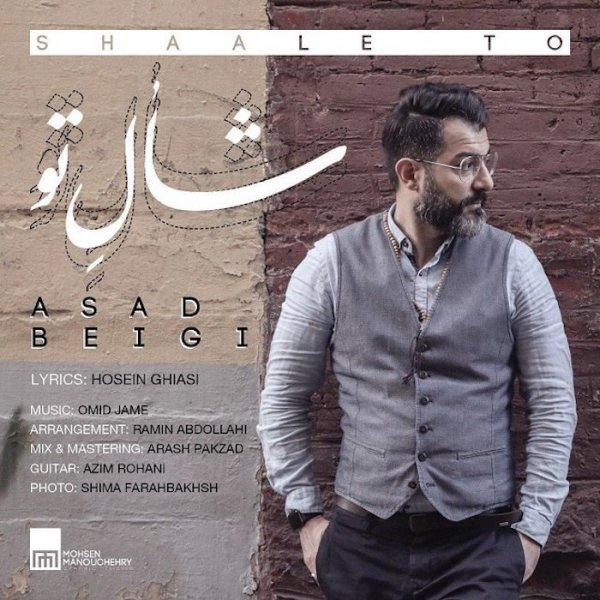 SHAALE TO
شالِ تو
ASAD
BEIGI
LYRICS: HOSEIN GHIASI
MUSIC: OMID JAME
ARRANGEMENT: RAMIN ABDOLLAHI
MIX & MASTERING: ARASH PAKZAD
GUITAR: AZIM ROHANI
PHOTO: SHIMA FARAHBAKHSH
MOHSEN
MANOUCHEHRY